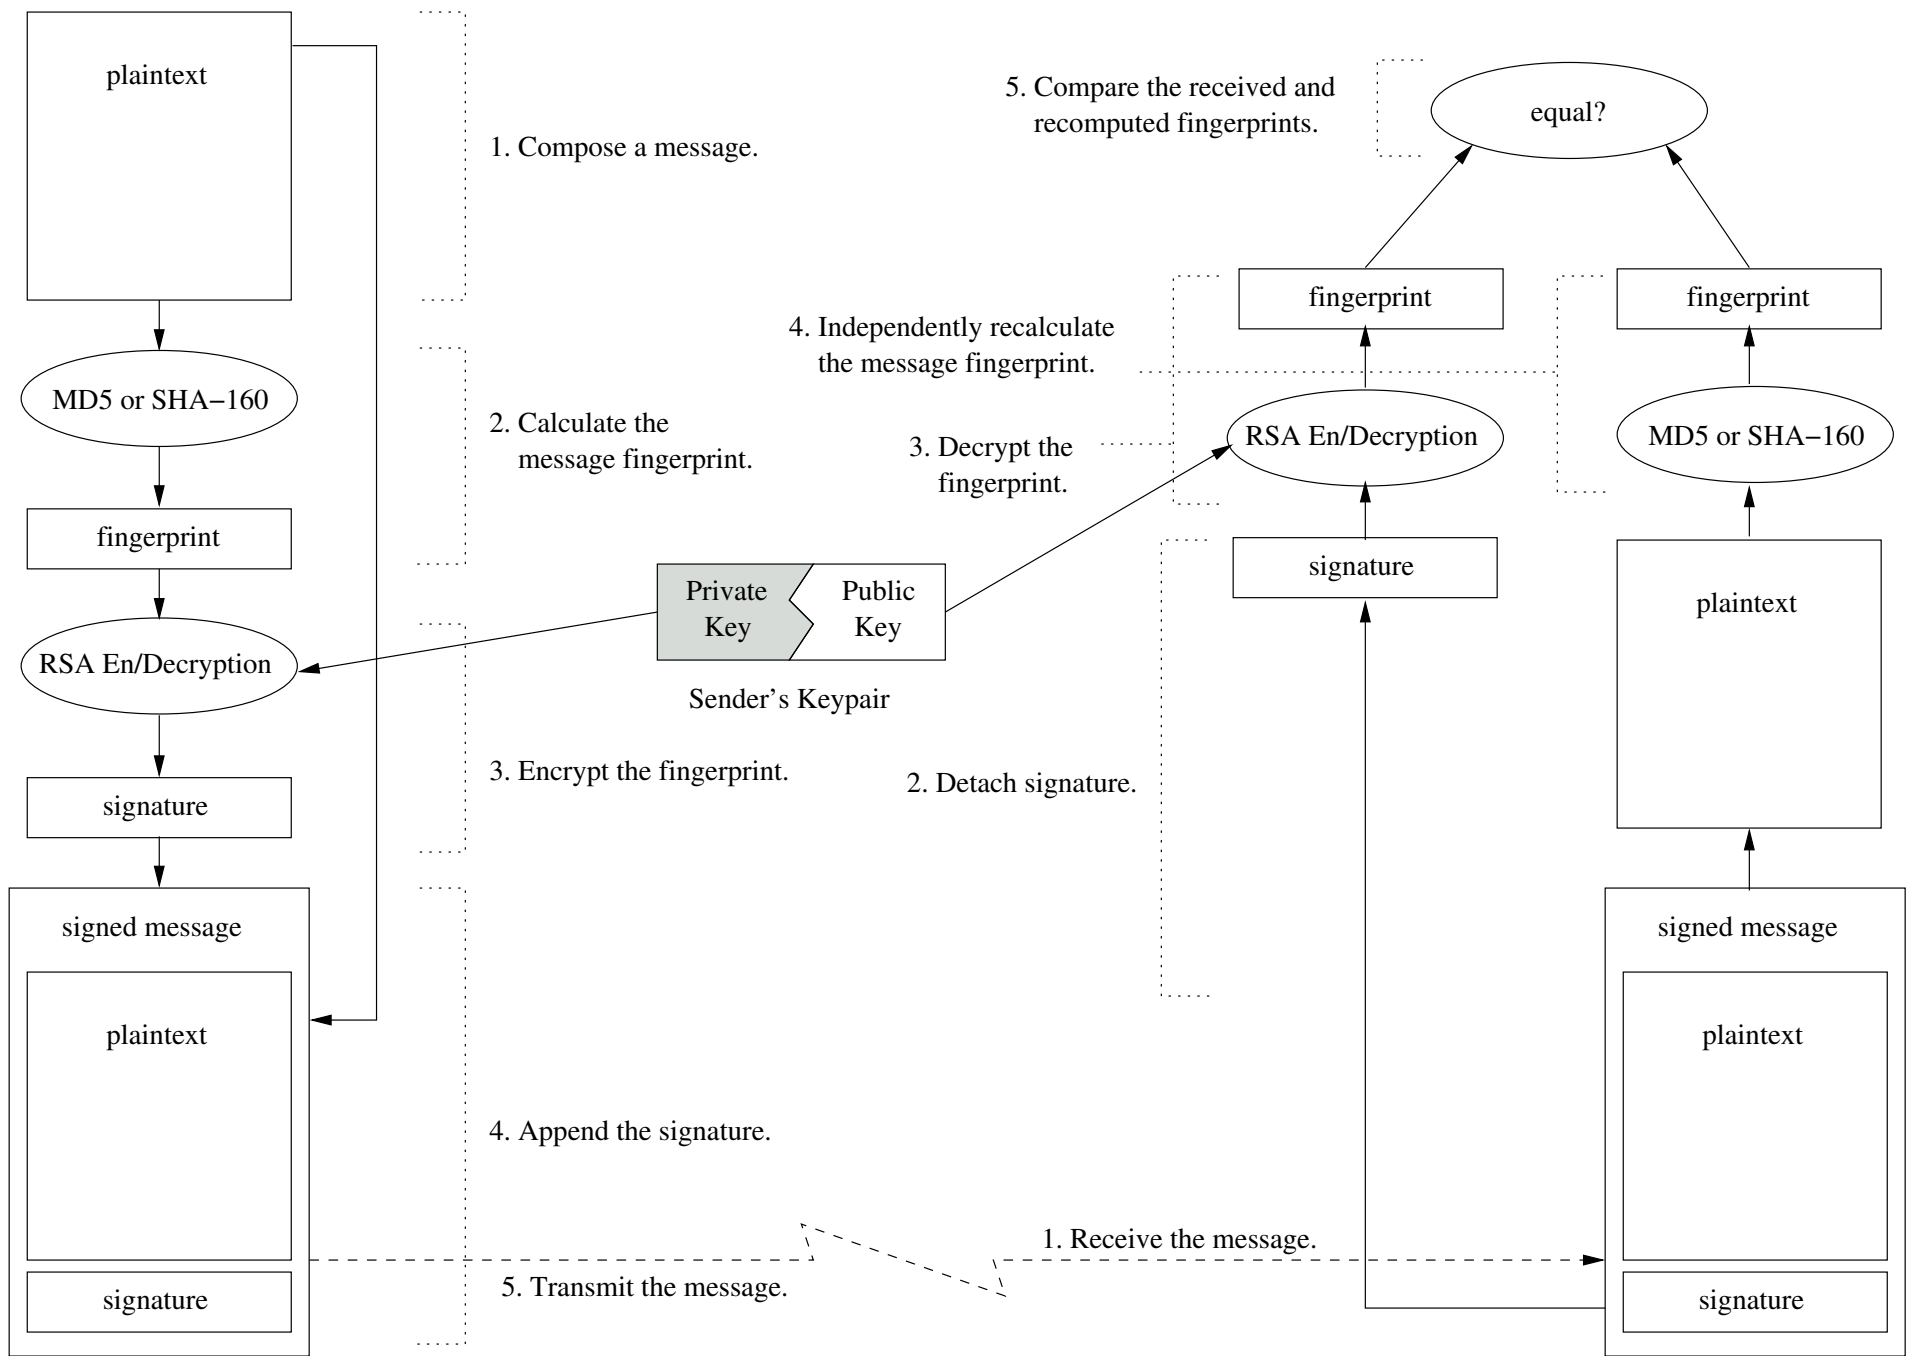 plaintext
1. Compose a message.
MD5 or SHA−160
2. Calculate the
message fingerprint.
fingerprint
RSA En/Decryption
3. Encrypt the fingerprint.
signature
signed message
plaintext
4. Append the signature.
signature
5. Transmit the message.
Private
Key
Public
Key
Sender’s Keypair
5. Compare the received and
recomputed fingerprints.
equal?
fingerprint
fingerprint
4. Independently recalculate
the message fingerprint.
RSA En/Decryption
MD5 or SHA−160
3. Decrypt the
fingerprint.
signature
plaintext
2. Detach signature.
signed message
plaintext
1. Receive the message.
signature